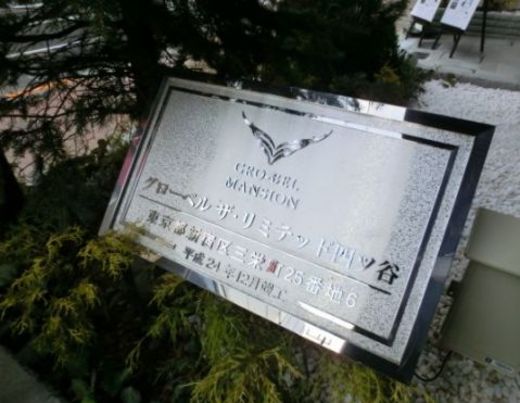 GRO-BEL
MANSION
グローベル ザ・リミテッド四ッ谷
東京都新宿区三栄町25番地6
平成24年12月竣工